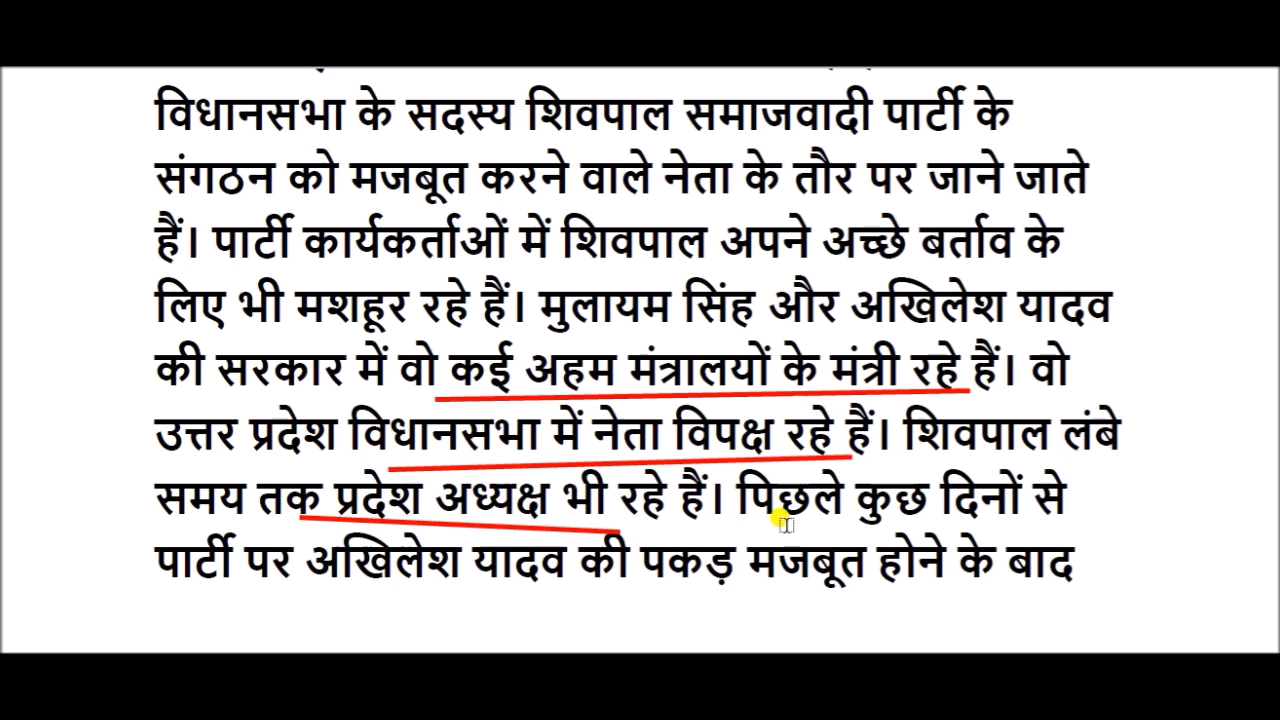 विधानसभा के सदस्य शिवपाल समाजवादी पार्टी के
संगठन को मजबूत करने वाले नेता के तौर पर जाने जाते
हैं। पार्टी कार्यकर्ताओं में शिवपाल अपने अच्छे बर्ताव के
लिए भी मशहूर रहे हैं। मुलायम सिंह और अखिलेश यादव
की सरकार में वो कई अहम मंत्रालयों के मंत्री रहे हैं। वो
उत्तर प्रदेश विधानसभा में नेता विपक्ष रहे हैं। शिवपाल लंबे
समय तक प्रदेश अध्यक्ष भी रहे हैं। पिछले कुछ दिनों से
पार्टी पर अखिलेश यादव की पकड़ मजबूत होने के बाद